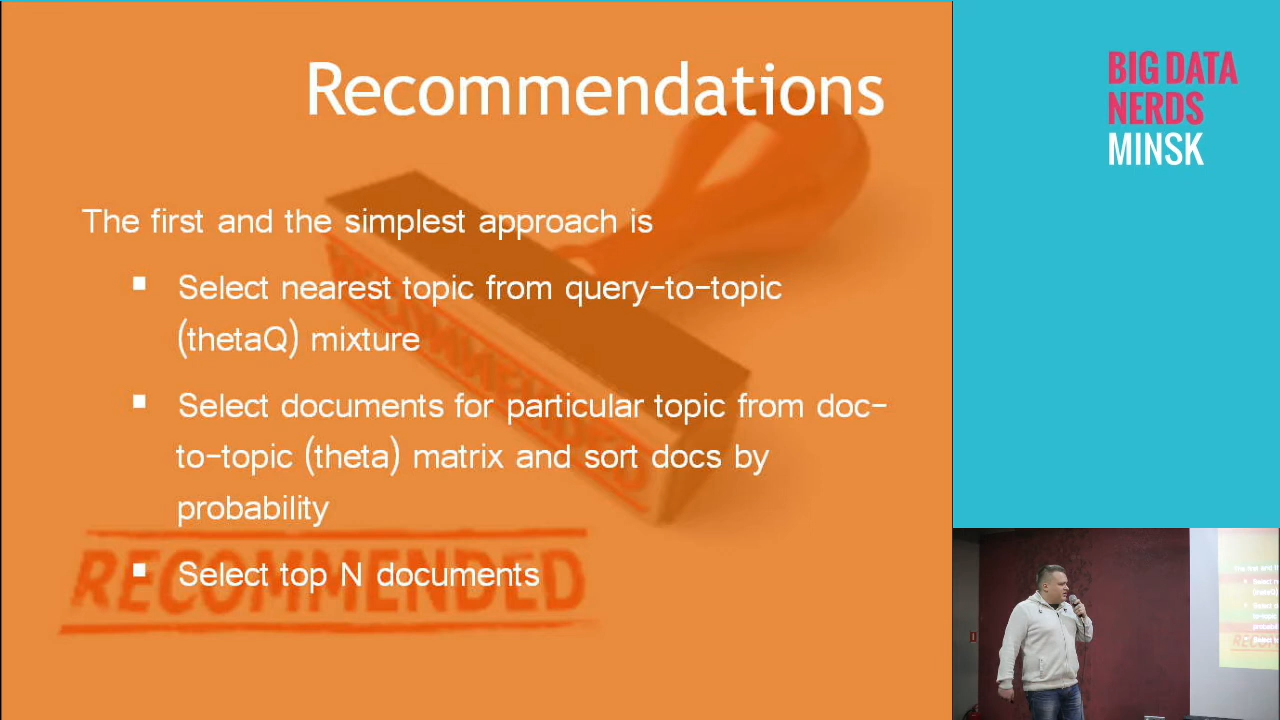 Recommendations
BIG DATA
NERDS
MINSK
The first and the simplest approach is
▪ Select nearest topic from query-to-topic
(thetaQ) mixture
▪ Select documents for particular topic from doc-
to-topic (theta) matrix and sort docs by
probability
▪ Select top N documents
RECOMMENDED
RECOMMENDED